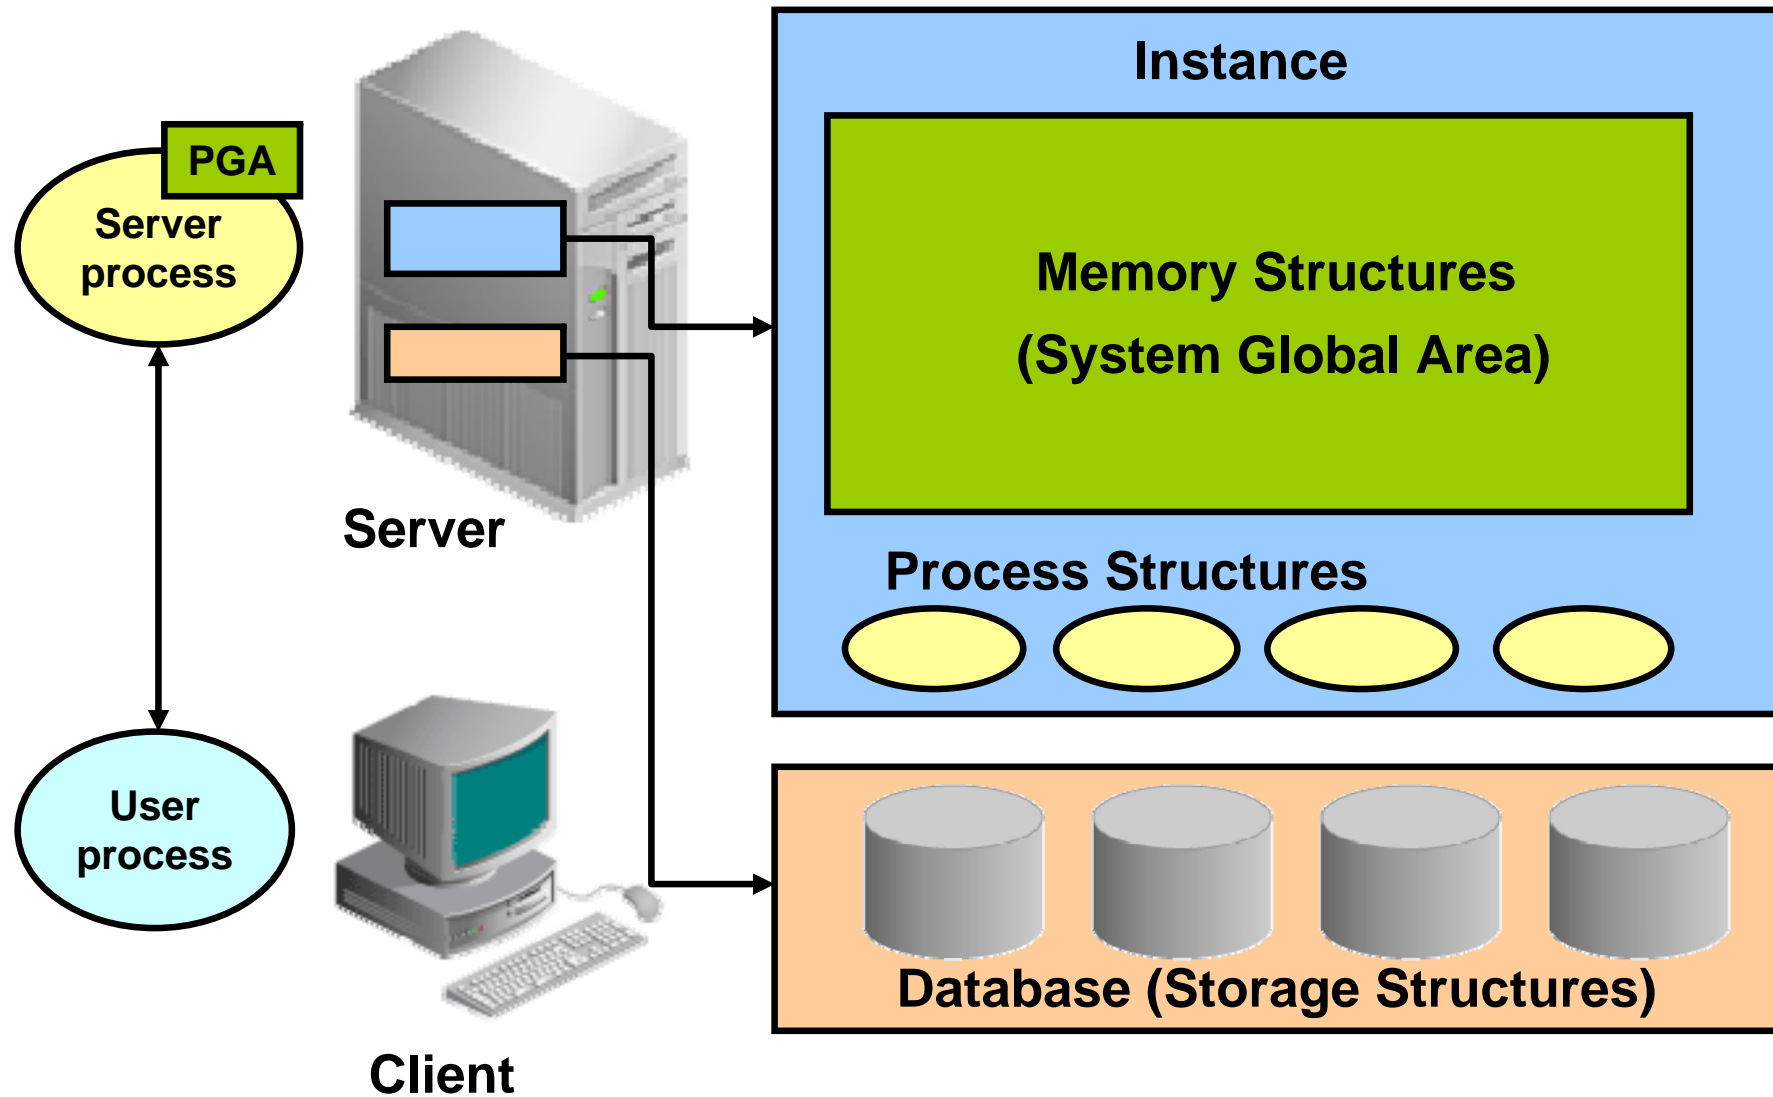 Instance
PGA
Server
process
Memory Structures
(System Global Area)
Server
Process Structures
User
process
Database (Storage Structures)
Client